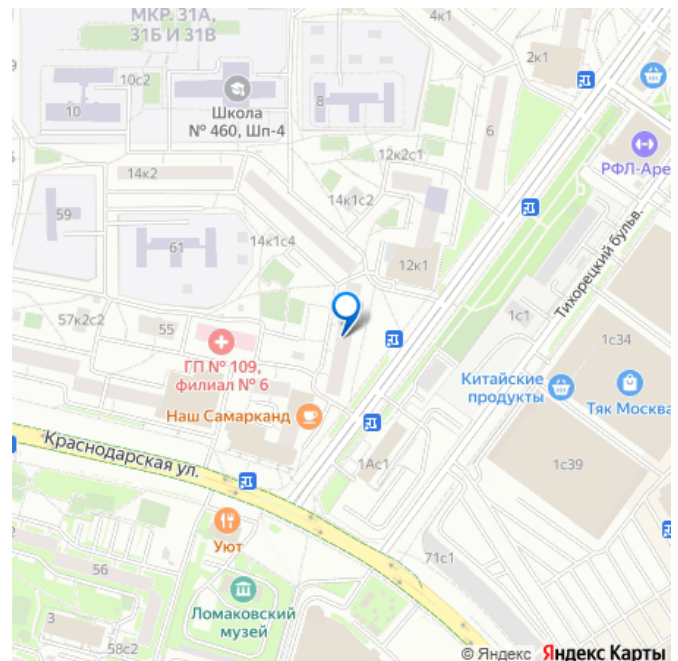 МКР. 31А,
31Б И 31В
4к1
2к1
9
10с2
10
Школа
№ 460, Шп-4
8
6
РФЛ-Аре
12к2с1
14к2
14к1с2
59
61
14к1с4
12к1
Тихорецкий бульв.
57к2с2
55
1с1
1с34
ГП № 109,
филиал № 6
Китайские
продукты
Тяк Москва
Наш Самарканд
Краснодарская ул.
1Ас1
1с39
Уют
71с1
56
Ломаковский
музей
3
58с2
© Яндекс Яндекс Карты